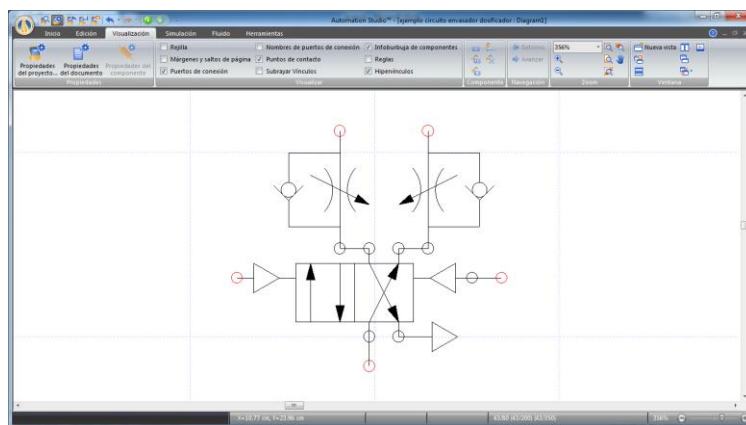 Automation Studio™ - [ejemplo circuito envasador dosificador : Diagram1]
Inicio Edición Visualización Simulación Fluido Herramientas
Rejilla Nombres de puertos de conexión Infoburbuja de componentes Retorno 356% Nueva vista
Propiedades del proyecto... Propiedades del documento Propiedades del componente Márgenes y saltos de página Puntos de contacto Reglas Avanzar
Puertos de conexión Subrayar Vínculos Hipervínculos
Propiedades Visualizar Componente Navegación Zoom Ventana
356%